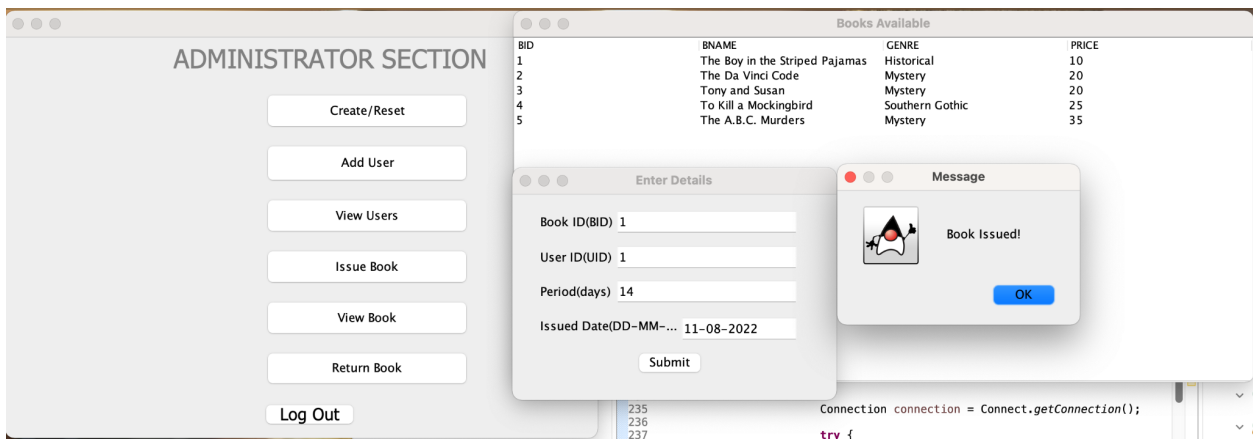 ADMINISTRATOR SECTION
Create/Reset
Add User
View Users
Issue Book
View Book
Return Book
Log Out
Books Available
BID BNAME GENRE PRICE
1 The Boy in the Striped Pajamas Historical 10
2 The Da Vinci Code Mystery 20
3 Tony and Susan Mystery 20
4 To Kill a Mockingbird Southern Gothic 25
5 The A.B.C. Murders Mystery 35
Enter Details
Book ID(BID) 1
User ID(UID) 1
Period(days) 14
Issued Date(DD-MM-... 11-08-2022
Submit
Message
Book Issued!
OK
235 Connection connection = Connect.getConnection();
236
237 try {